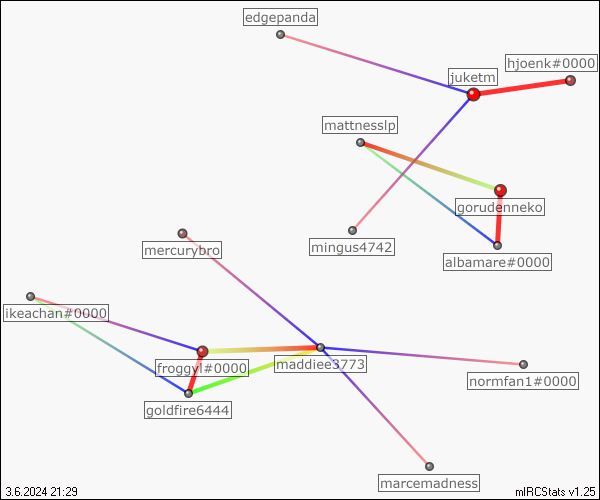 edgepanda
hjoenk#0000
juketm
mattnesslp
gorudenneko
mingus4742
albamare#0000
mercurybro
ikeachan#0000
froggyl#0000
maddiee3773
normfan1#0000
goldfire6444
marcemadness
3.6.2024 21:29
mIRCStats v1.25